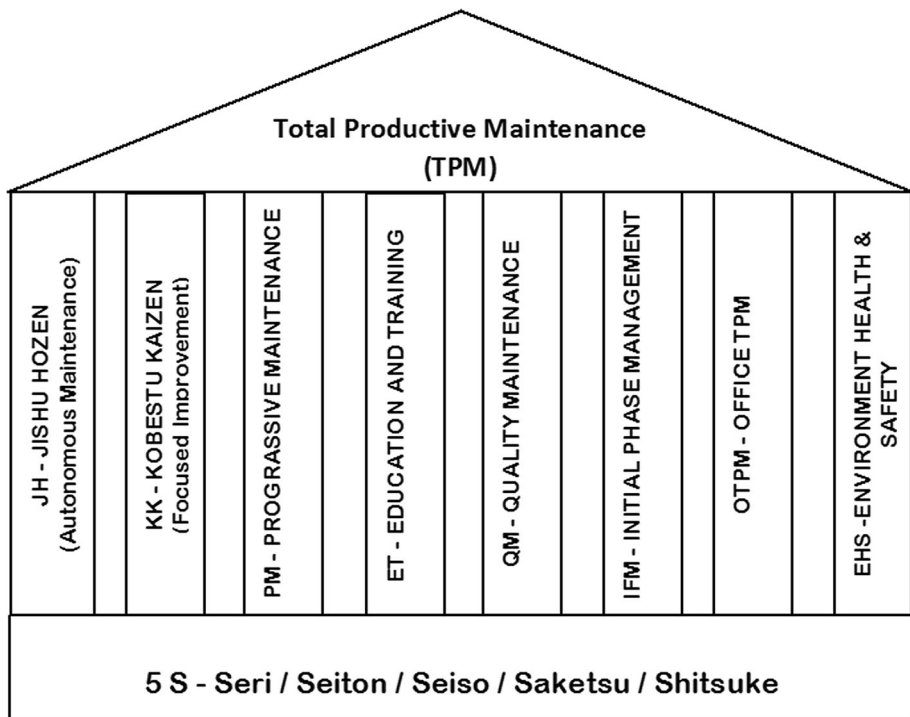 Total Productive Maintenance
(TPM)
JH - JISHU HOZEN
(Autonomous Maintenance)
KK - KOBESTU KAIZEN
(Focused Improvement)
PM - PROGRASSIVE MAINTENANCE
ET - EDUCATION AND TRAINING
QM - QUALITY MAINTENANCE
IFM - INITIAL PHASE MANAGEMENT
OTPM - OFFICE TPM
EHS -ENVIRONMENT HEALTH &
SAFETY
5 S - Seri / Seiton / Seiso / Saketsu / Shitsuke